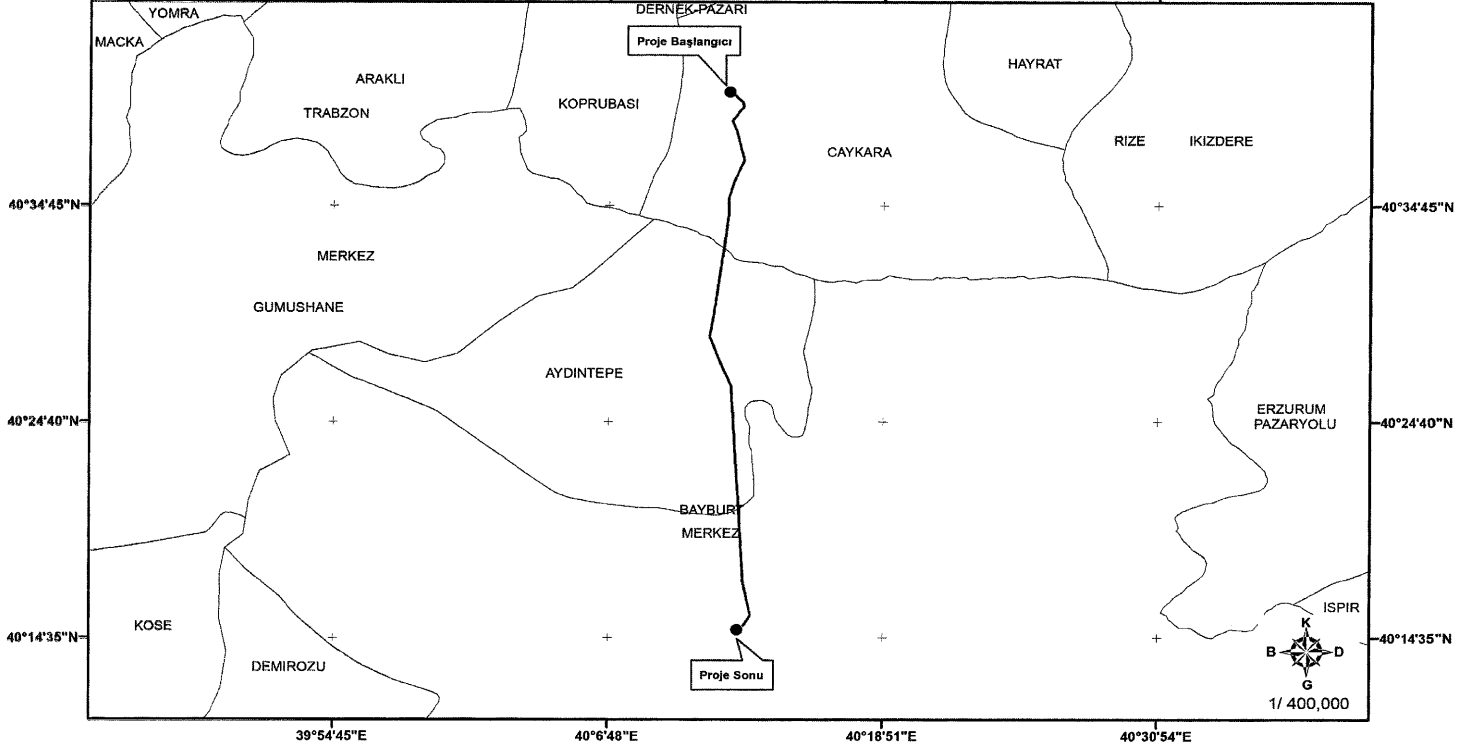 YOMRA
DERNEK-PAZARI
MACKA
Proje Başlangıcı
HAYRAT
ARAKLI
KOPRUBASI
TRABZON
RIZE
IKIZDERE
CAYKARA
40°34'45"N
40°34'45"N
MERKEZ
GUMUSHANE
AYDINTEPE
ERZURUM
PAZARYOLU
40°24'40"N
40°24'40"N
BAYBURT
MERKEZ
ISPIR
KOSE
K
40°14'35"N
40°14'35"N
B
D
DEMIROZU
Proje Sonu
G
1/ 400,000
39°54'45"E
40°6'48"E
40°18'51"E
40°30'54"E